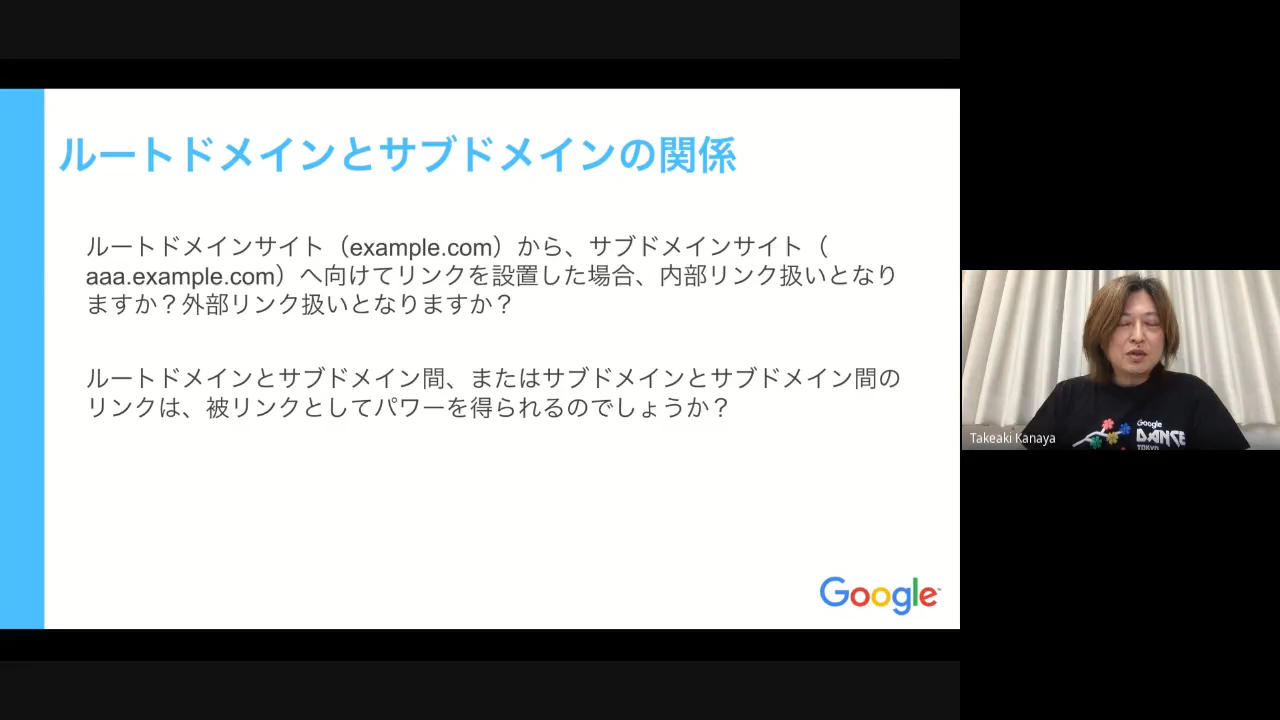 ルートドメインとサブドメインの関係
ルートドメインサイト（example.com）から、サブドメインサイト（
aaa.example.com）へ向けてリンクを設置した場合、内部リンク扱いとなり
ますか？外部リンク扱いとなりますか？
ルートドメインとサブドメイン間、またはサブドメインとサブドメイン間の
リンクは、被リンクとしてパワーを得られるのでしょうか？
Google
Google
DANCE
TOKYO
Takeaki Kanaya